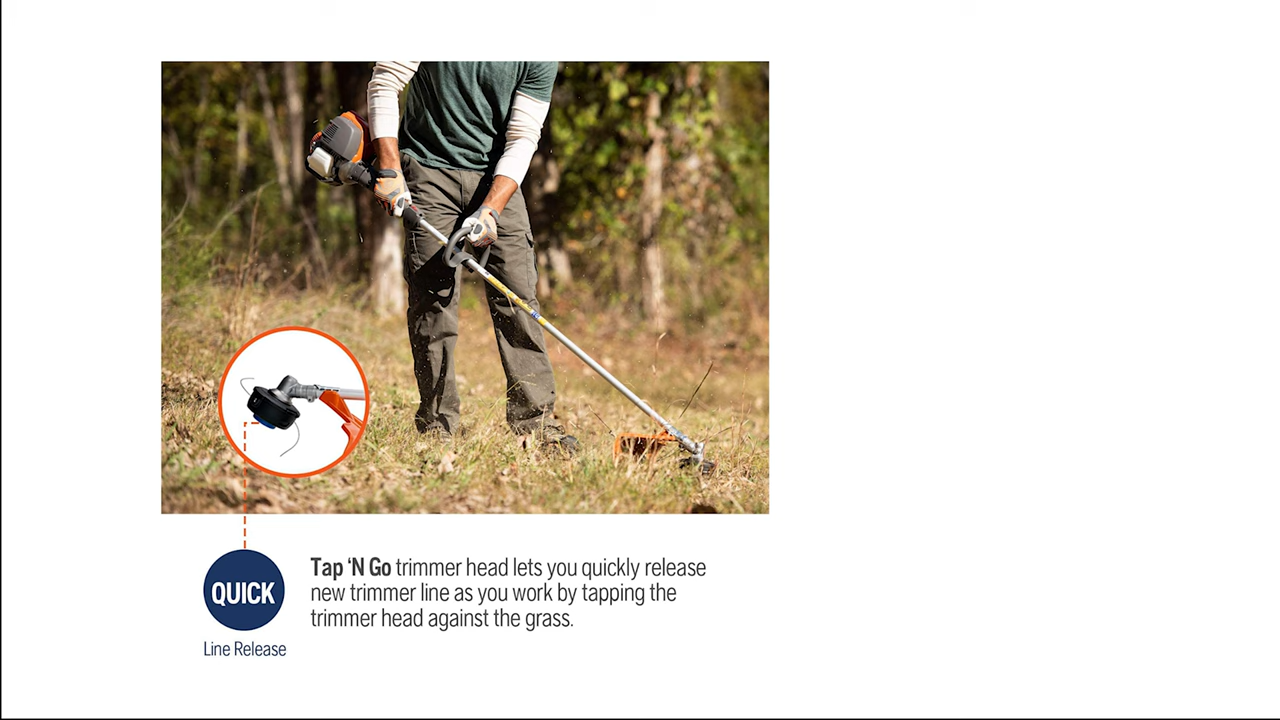 Tap ‘N Go trimmer head lets you quickly release
new trimmer line as you work by tapping the
trimmer head against the grass.
QUICK
Line Release